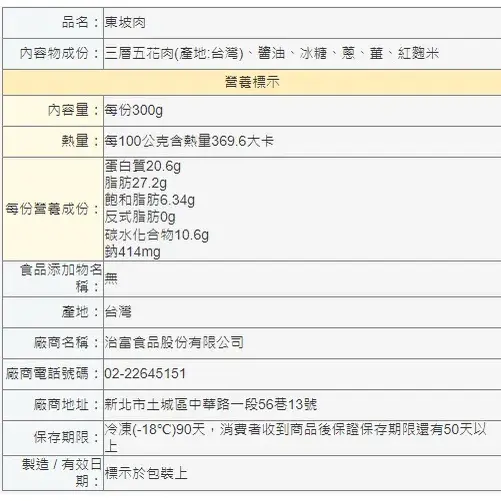 品名：東坡肉
內容物成份：三層五花肉(產地:台灣)、醬油、冰糖、蔥、薑、紅麴米
營養標示
內容量：每份300g
熱量：每100公克含熱量369.6大卡
每份營養成份：
蛋白質20.6g
脂肪27.2g
飽和脂肪6.34g
反式脂肪0g
碳水化合物10.6g
鈉414mg
食品添加物名
稱：無
產地：台灣
廠商名稱：治富食品股份有限公司
廠商電話號碼：02-22645151
廠商地址：新北市土城區中華路一段56巷13號
保存期限：冷凍(-18℃)90天，消費者收到商品後保證保存期限還有50天以
上
製造 / 有效日
期：標示於包裝上